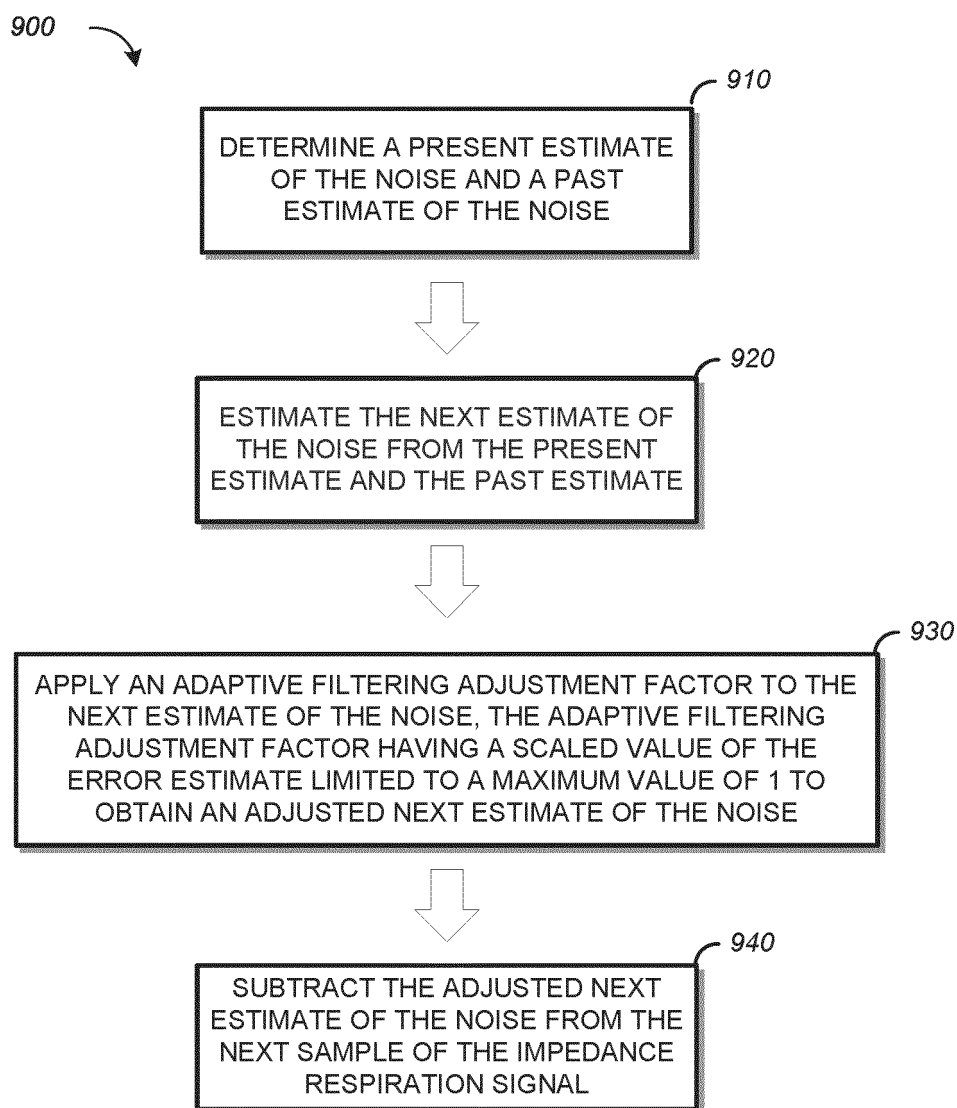 900
910
DETERMINE A PRESENT ESTIMATE
OF THE NOISE AND A PAST
ESTIMATE OF THE NOISE
920
ESTIMATE THE NEXT ESTIMATE OF
THE NOISE FROM THE PRESENT
ESTIMATE AND THE PAST ESTIMATE
930
APPLY AN ADAPTIVE FILTERING ADJUSTMENT FACTOR TO THE
NEXT ESTIMATE OF THE NOISE, THE ADAPTIVE FILTERING
ADJUSTMENT FACTOR HAVING A SCALED VALUE OF THE
ERROR ESTIMATE LIMITED TO A MAXIMUM VALUE OF 1 TO
OBTAIN AN ADJUSTED NEXT ESTIMATE OF THE NOISE
940
SUBTRACT THE ADJUSTED NEXT
ESTIMATE OF THE NOISE FROM THE
NEXT SAMPLE OF THE IMPEDANCE
RESPIRATION SIGNAL